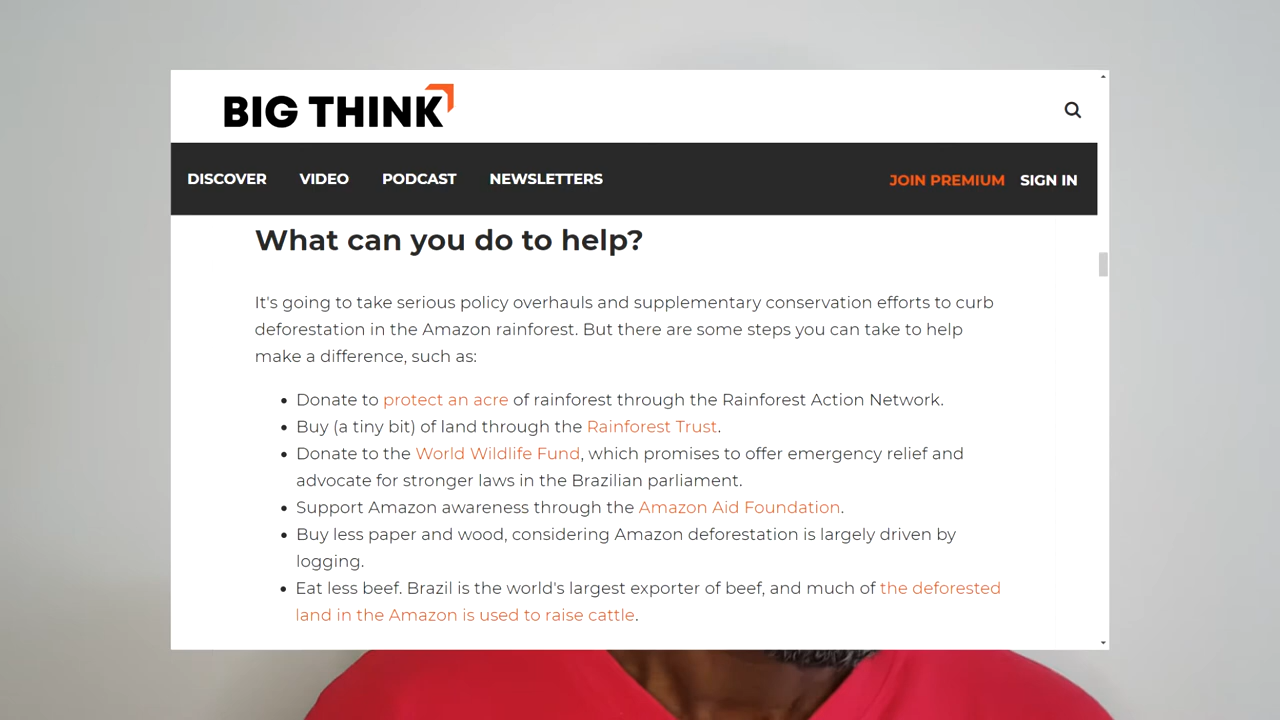 BIG THINK
DISCOVER VIDEO PODCAST NEWSLETTERS JOIN PREMIUM SIGN IN
What can you do to help?
It's going to take serious policy overhauls and supplementary conservation efforts to curb
deforestation in the Amazon rainforest. But there are some steps you can take to help
make a difference, such as:
• Donate to protect an acre of rainforest through the Rainforest Action Network.
• Buy (a tiny bit) of land through the Rainforest Trust.
• Donate to the World Wildlife Fund, which promises to offer emergency relief and
advocate for stronger laws in the Brazilian parliament.
• Support Amazon awareness through the Amazon Aid Foundation.
• Buy less paper and wood, considering Amazon deforestation is largely driven by
logging.
• Eat less beef. Brazil is the world's largest exporter of beef, and much of the deforested
land in the Amazon is used to raise cattle.